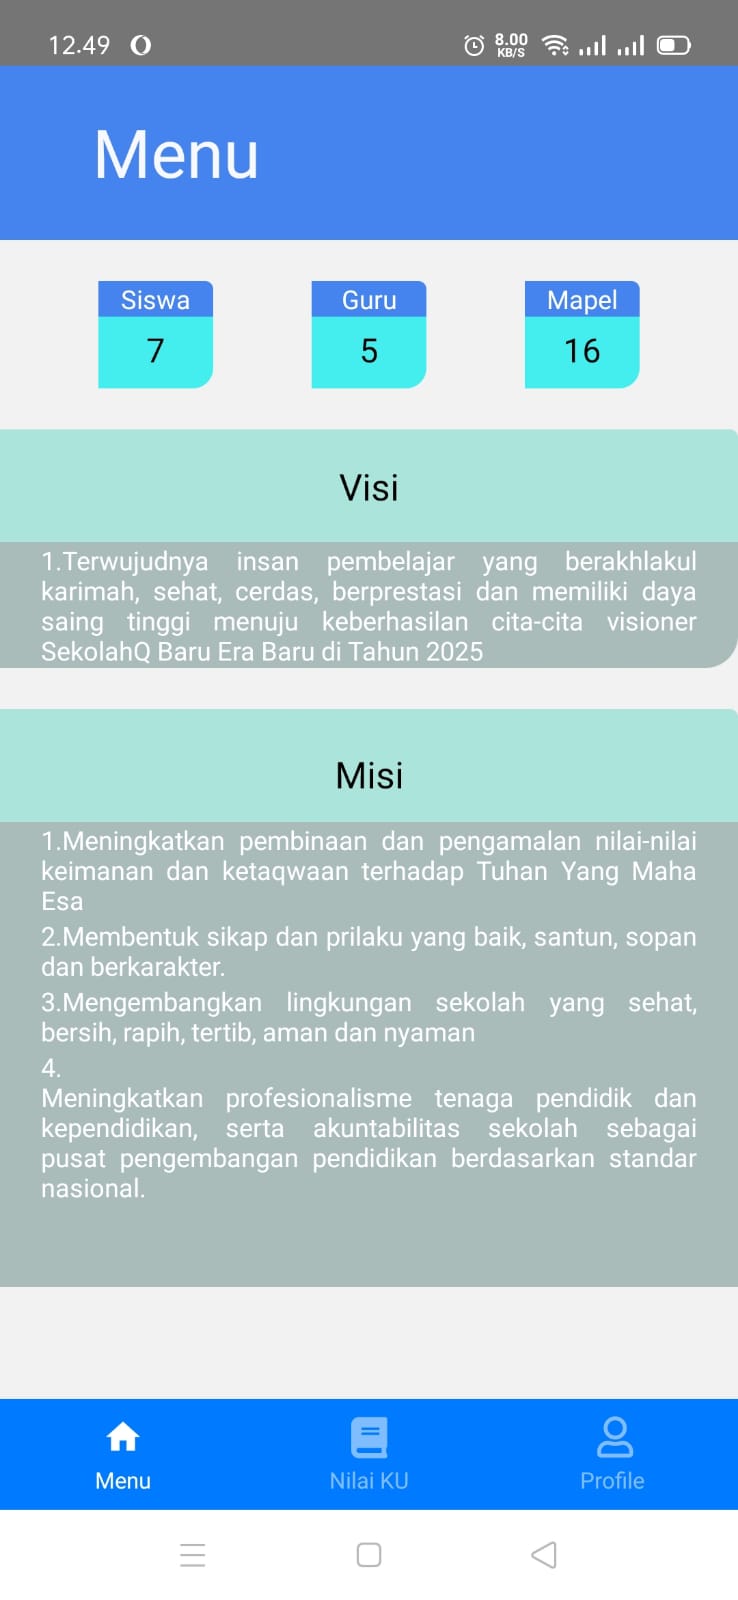 12.49
8.00
KB/S
Menu
Siswa
Guru
Mapel
7
5
16
Visi
1.Terwujudnya insan pembelajar yang berakhlakul
karimah, sehat, cerdas, berprestasi dan memiliki daya
saing tinggi menuju keberhasilan cita-cita visioner
SekolahQ Baru Era Baru di Tahun 2025
Misi
1.Meningkatkan pembinaan dan pengamalan nilai-nilai
keimanan dan ketaqwaan terhadap Tuhan Yang Maha
Esa
2.Membentuk sikap dan prilaku yang baik, santun, sopan
dan berkarakter.
3.Mengembangkan lingkungan sekolah yang sehat,
bersih, rapih, tertib, aman dan nyaman
4.
Meningkatkan profesionalisme tenaga pendidik dan
kependidikan, serta akuntabilitas sekolah sebagai
pusat pengembangan pendidikan berdasarkan standar
nasional.
Menu
Nilai KU
Profile